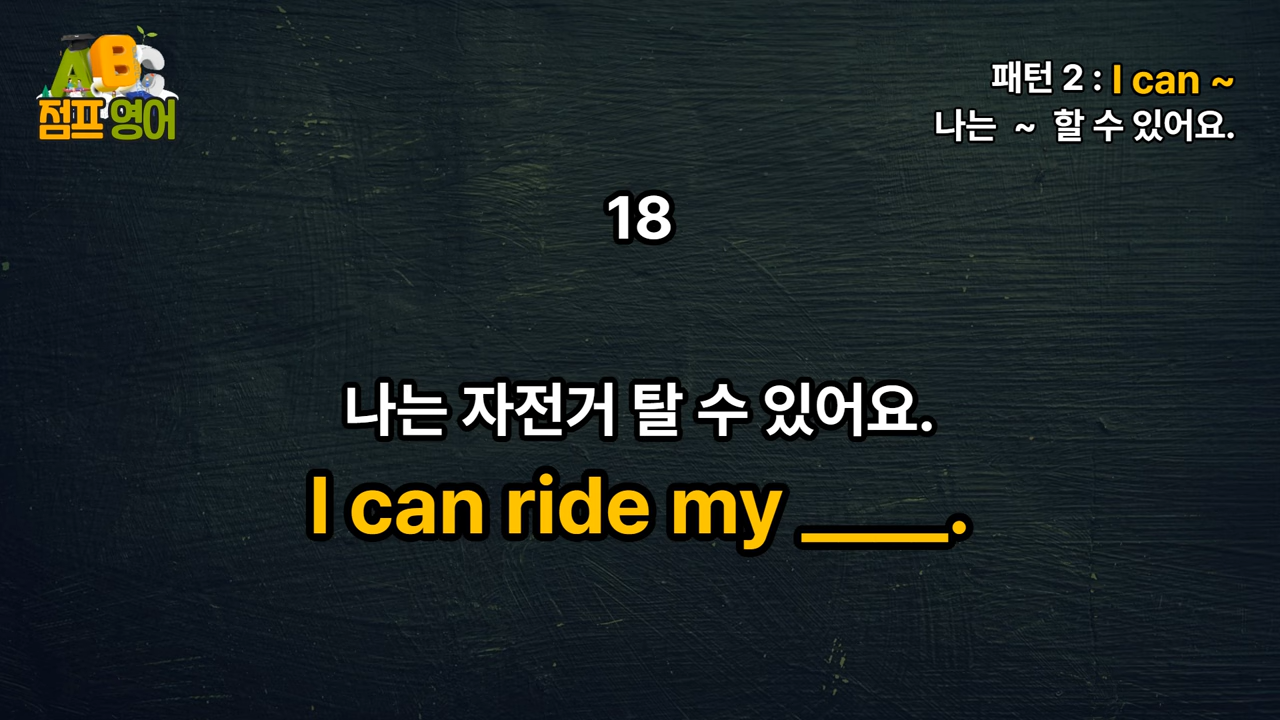 ABC
점프 영어
패턴 2 : I can ~
나는 ~ 할 수 있어요.
18
나는 자전거 탈 수 있어요.
I can ride my ____.